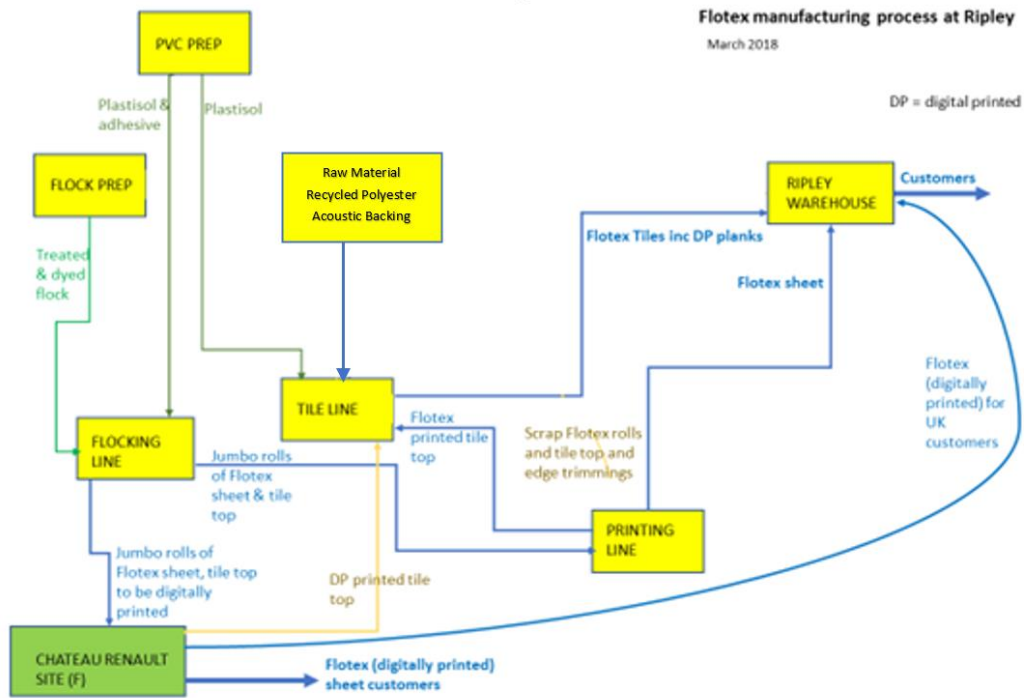 Flotex manufacturing process at Ripley
March 2018
DP = digital printed
PVC PREP
Plastisol &
adhesive
Plastisol
FLOCK PREP
Raw Material
Recycled Polyester
Acoustic Backing
RIPLEY
WAREHOUSE
Customers
Treated
& dyed
flock
Flotex Tiles inc DP planks
Flotex sheet
TILE LINE
Flotex
printed tile
top
Scrap Flotex rolls
and tile top and
edge trimmings
Flotex
(digitally
printed) for
UK
customers
FLOCKING
LINE
Jumbo rolls
of Flotex
sheet & tile
top
PRINTING
LINE
Jumbo rolls of
Flotex sheet, tile top
to be digitally
printed
DP printed tile
top
CHATEAU RENAULT
SITE (F)
Flotex (digitally printed)
sheet customers